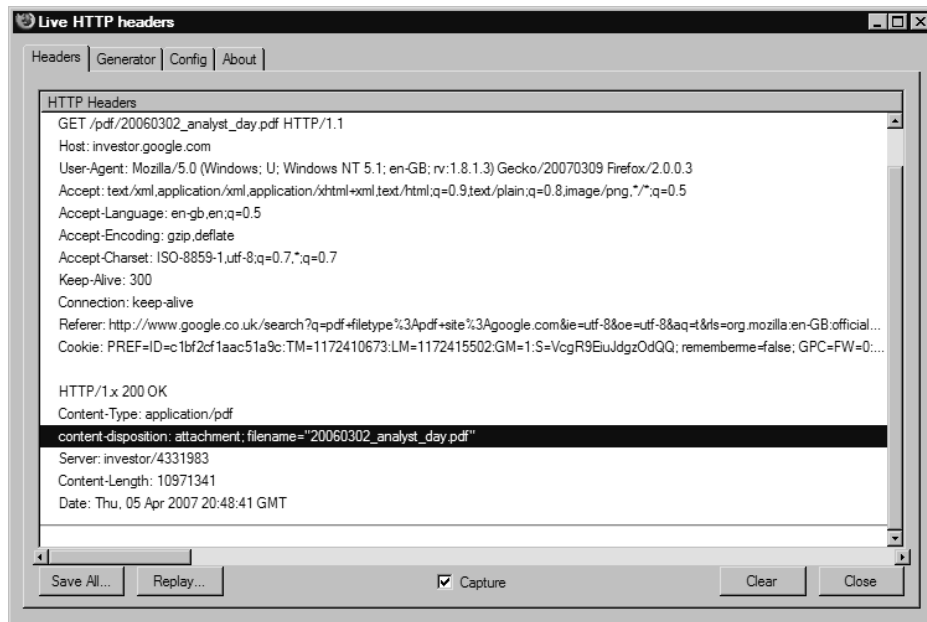 Live HTTP headers
Headers Generator Config About
HTTP Headers
GET /pdf/20060302_analyst_day.pdf HTTP/1.1
Host: investor.google.com
User-Agent: Mozilla/5.0 (Windows; U; Windows NT 5.1; en-GB; rv:1.8.1.3) Gecko/20070309 Firefox/2.0.0.3
Accept: text/xml,application/xml,application/xhtml+xml,text/html;q=0.9,text/plain;q=0.8,image/png,*/*;q=0.5
Accept-Language: en-gb,en;q=0.5
Accept-Encoding: gzip,deflate
Accept-Charset: ISO-8859-1,utf-8;q=0.7,*;q=0.7
Keep-Alive: 300
Connection: keep-alive
Referer: http://www.google.co.uk/search?q=pdf+filetype%3Apdf+site%3Agoogle.com&ie=utf-8&oe=utf-8&aq=t&rls=org.mozilla:en-GB:official...
Cookie: PREF=ID=c1bf2cf1aac51a9c:TM=1172410673:LM=1172415502:GM=1:S=VcgR9EiuJdgzOdQQ; rememberme=false; GPC=FW=0:...
HTTP/1.x 200 OK
Content-Type: application/pdf
content-disposition: attachment; filename="20060302_analyst_day.pdf"
Server: investor/4331983
Content-Length: 10971341
Date: Thu, 05 Apr 2007 20:48:41 GMT
Save All... Replay... Capture Clear Close